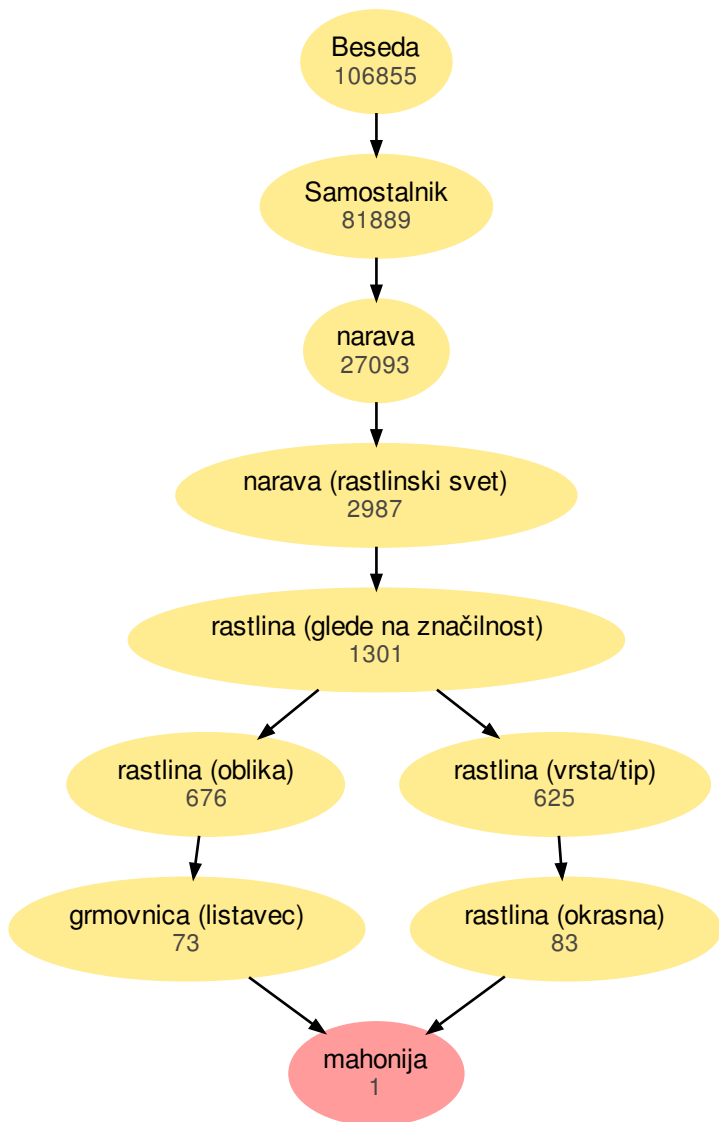 Beseda
106855
Samostalnik
81889
narava
27093
narava (rastlinski svet)
2987
rastlina (glede na značilnost)
1301
rastlina (oblika)
676
rastlina (vrsta/tip)
625
grmovnica (listavec)
73
rastlina (okrasna)
83
mahonija
1